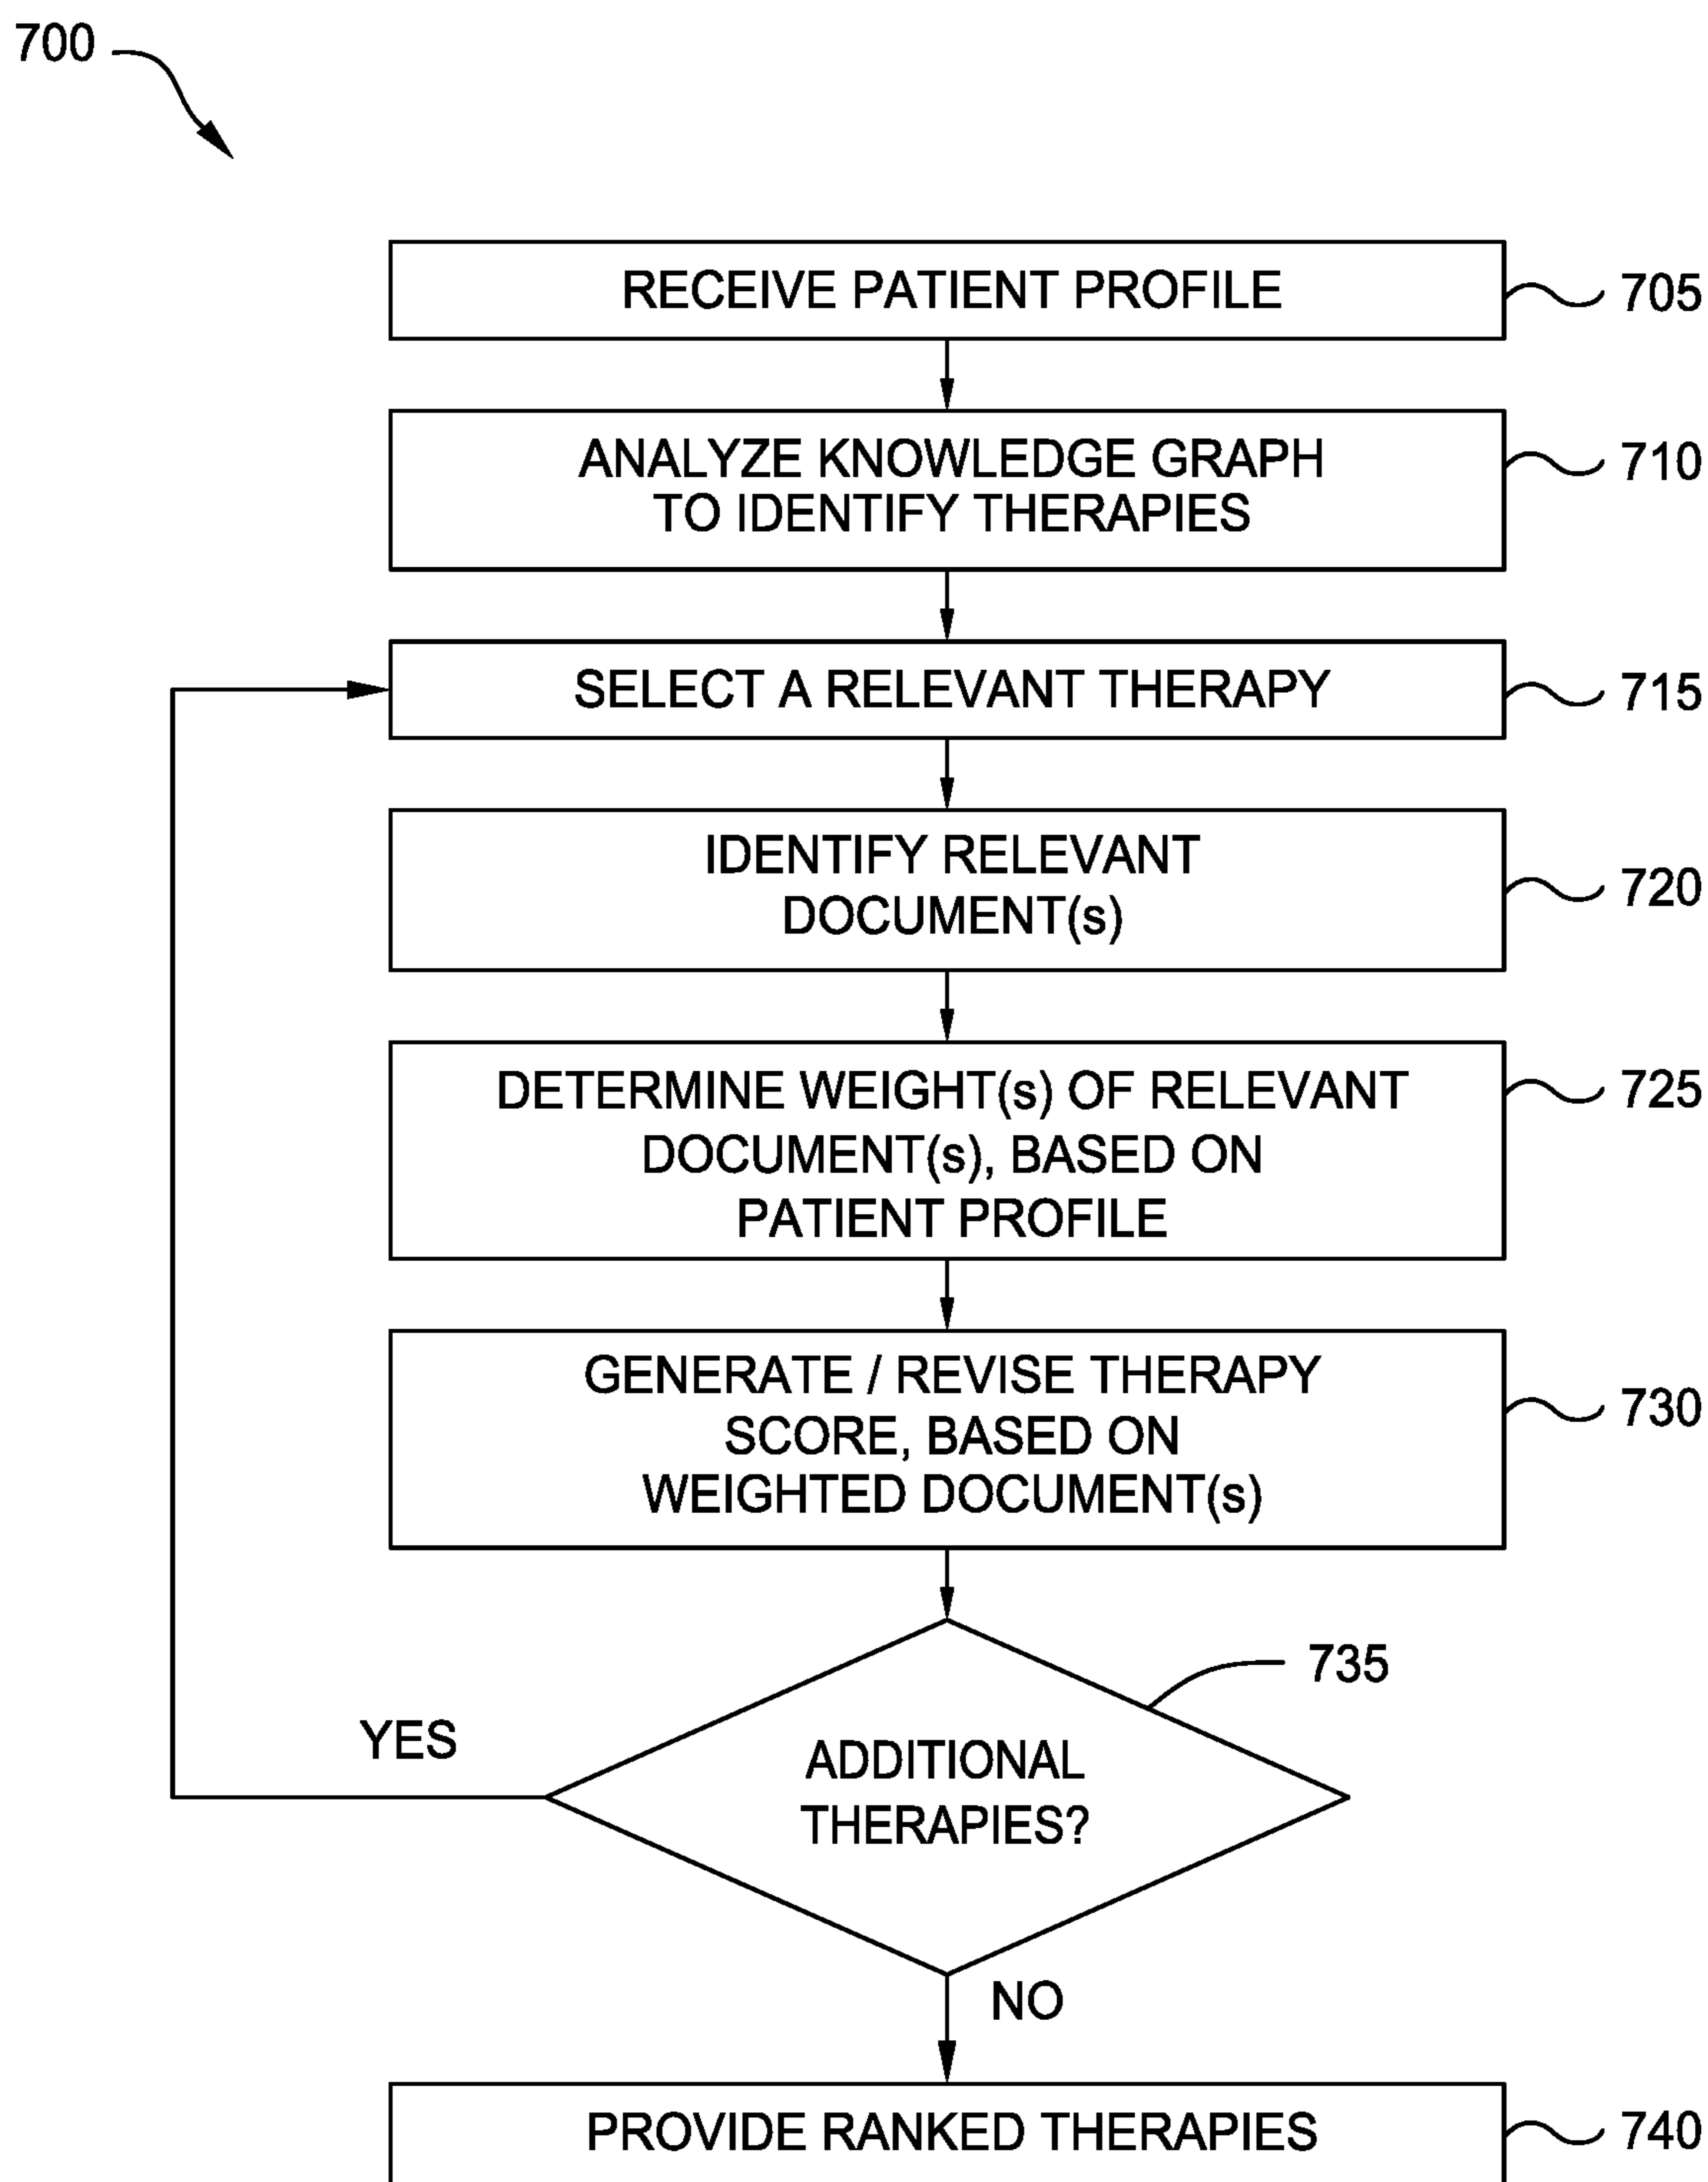 700
RECEIVE PATIENT PROFILE
705
ANALYZE KNOWLEDGE GRAPH
TO IDENTIFY THERAPIES
710
SELECT A RELEVANT THERAPY
715
IDENTIFY RELEVANT
DOCUMENT(s)
720
DETERMINE WEIGHT(s) OF RELEVANT
DOCUMENT(s), BASED ON
PATIENT PROFILE
725
GENERATE / REVISE THERAPY
SCORE, BASED ON
WEIGHTED DOCUMENT(s)
730
735
YES
ADDITIONAL
THERAPIES?
NO
PROVIDE RANKED THERAPIES
740